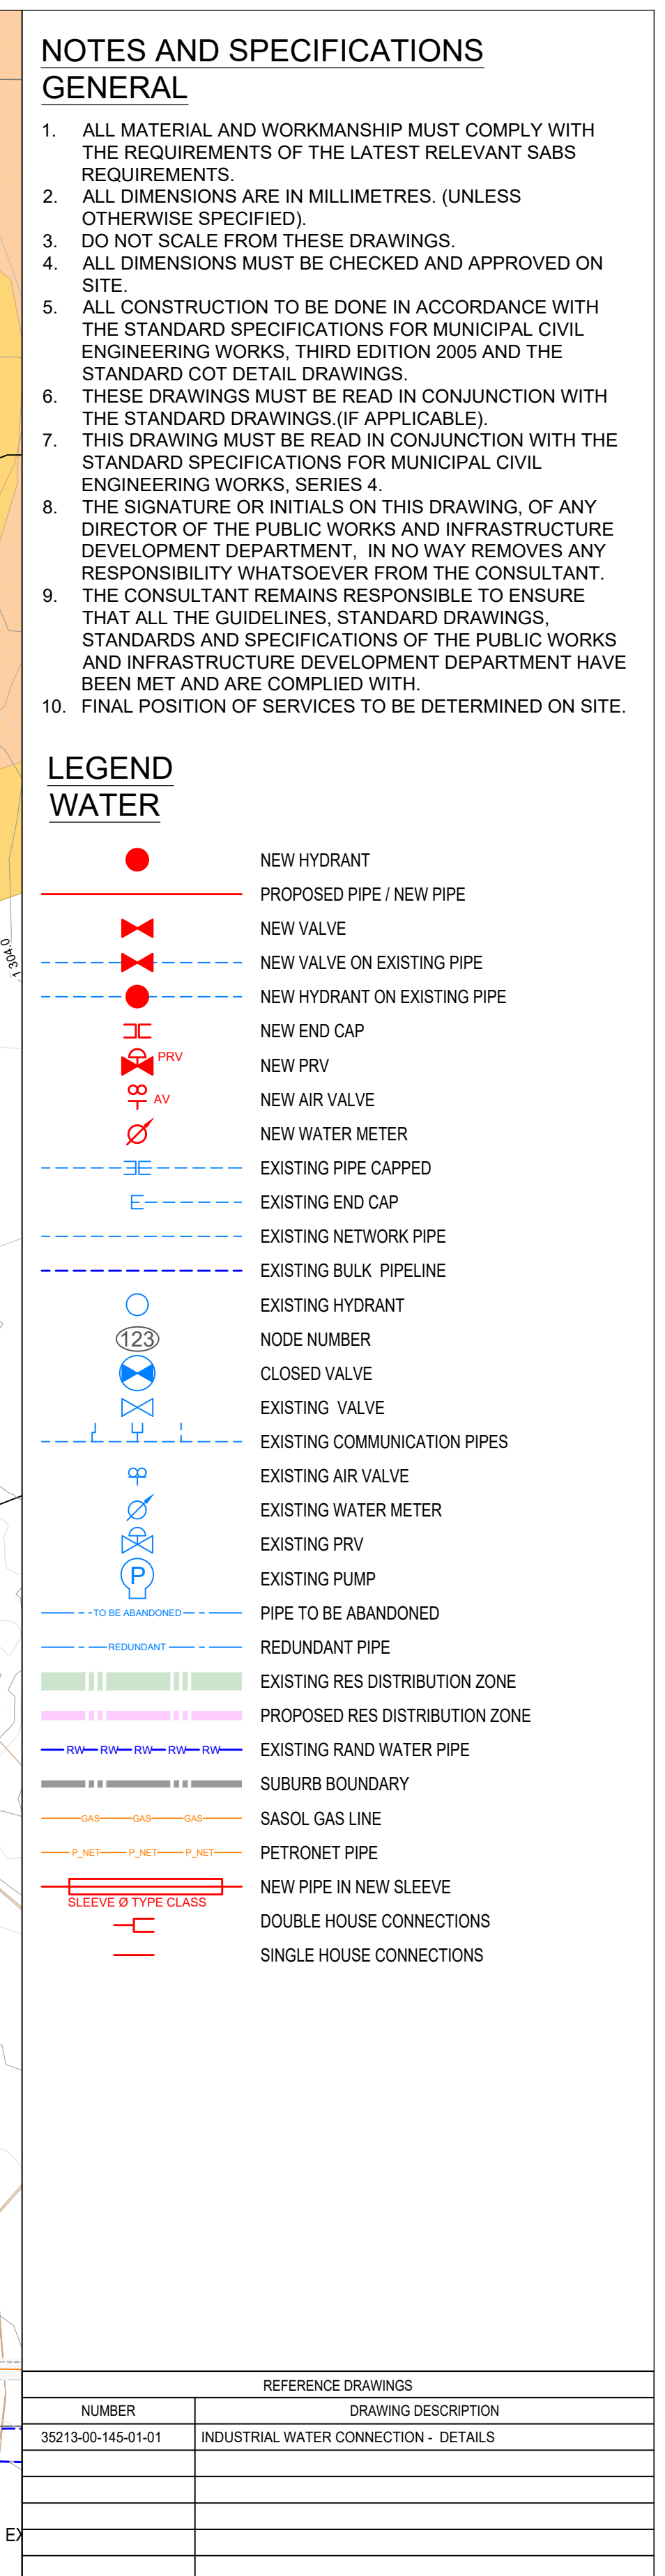 NOTES AND SPECIFICATIONS
GENERAL
1. ALL MATERIAL AND WORKMANSHIP MUST COMPLY WITH
THE REQUIREMENTS OF THE LATEST RELEVANT SABS
REQUIREMENTS.
2. ALL DIMENSIONS ARE IN MILLIMETRES. (UNLESS
OTHERWISE SPECIFIED).
3. DO NOT SCALE FROM THESE DRAWINGS.
4. ALL DIMENSIONS MUST BE CHECKED AND APPROVED ON
SITE.
5. ALL CONSTRUCTION TO BE DONE IN ACCORDANCE WITH
THE STANDARD SPECIFICATIONS FOR MUNICIPAL CIVIL
ENGINEERING WORKS, THIRD EDITION 2005 AND THE
STANDARD COT DETAIL DRAWINGS.
6. THESE DRAWINGS MUST BE READ IN CONJUNCTION WITH
THE STANDARD DRAWINGS.(IF APPLICABLE).
7. THIS DRAWING MUST BE READ IN CONJUNCTION WITH THE
STANDARD SPECIFICATIONS FOR MUNICIPAL CIVIL
ENGINEERING WORKS, SERIES 4.
8. THE SIGNATURE OR INITIALS ON THIS DRAWING, OF ANY
DIRECTOR OF THE PUBLIC WORKS AND INFRASTRUCTURE
DEVELOPMENT DEPARTMENT, IN NO WAY REMOVES ANY
RESPONSIBILITY WHATSOEVER FROM THE CONSULTANT.
9. THE CONSULTANT REMAINS RESPONSIBLE TO ENSURE
THAT ALL THE GUIDELINES, STANDARD DRAWINGS,
STANDARDS AND SPECIFICATIONS OF THE PUBLIC WORKS
AND INFRASTRUCTURE DEVELOPMENT DEPARTMENT HAVE
BEEN MET AND ARE COMPLIED WITH.
10. FINAL POSITION OF SERVICES TO BE DETERMINED ON SITE.
LEGEND
WATER
NEW HYDRANT
PROPOSED PIPE / NEW PIPE
NEW VALVE
1 304.0
NEW VALVE ON EXISTING PIPE
NEW HYDRANT ON EXISTING PIPE
NEW END CAP
PRV NEW PRV
AV NEW AIR VALVE
NEW WATER METER
EXISTING PIPE CAPPED
E EXISTING END CAP
EXISTING NETWORK PIPE
EXISTING BULK PIPELINE
EXISTING HYDRANT
123 NODE NUMBER
CLOSED VALVE
EXISTING VALVE
EXISTING COMMUNICATION PIPES
EXISTING AIR VALVE
EXISTING WATER METER
EXISTING PRV
P EXISTING PUMP
TO BE ABANDONED PIPE TO BE ABANDONED
REDUNDANT REDUNDANT PIPE
EXISTING RES DISTRIBUTION ZONE
PROPOSED RES DISTRIBUTION ZONE
RW RW RW RW RW EXISTING RAND WATER PIPE
SUBURB BOUNDARY
GAS GAS GAS SASOL GAS LINE
P_NET P_NET P_NET PETRONET PIPE
NEW PIPE IN NEW SLEEVE
SLEEVE Ø TYPE CLASS
DOUBLE HOUSE CONNECTIONS
SINGLE HOUSE CONNECTIONS
REFERENCE DRAWINGS
NUMBER DRAWING DESCRIPTION
35213-00-145-01-01 INDUSTRIAL WATER CONNECTION - DETAILS